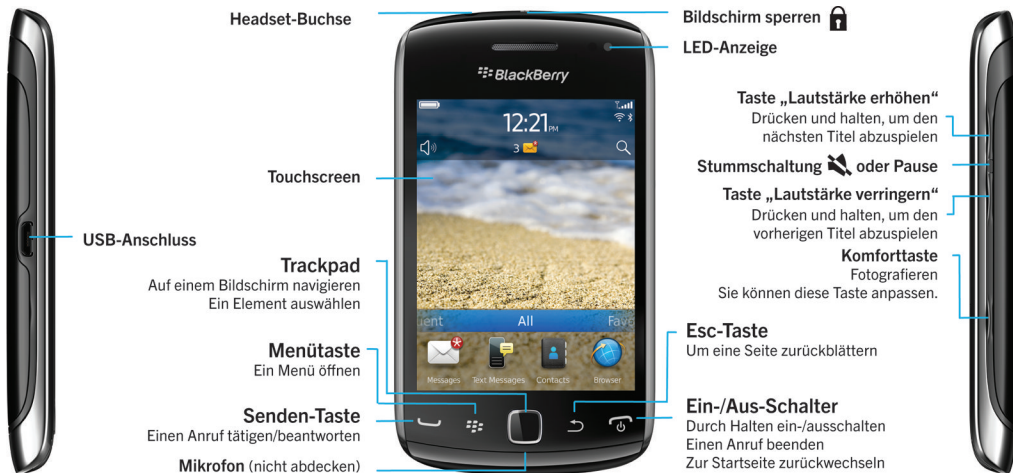 Headset-Buchse
Touchscreen
USB-Anschluss
Trackpad
Auf einem Bildschirm navigieren
Ein Element auswählen
Menütaste
Ein Menü öffnen
Senden-Taste
Einen Anruf tätigen/beantworten
Mikrofon (nicht abdecken)
BlackBerry
12:21PM
3
uent
All
Favo
Messages
Text Messages
Contacts
Browser
Bildschirm sperren
LED-Anzeige
Taste „Lautstärke erhöhen“
Drücken und halten, um den
nächsten Titel abzuspielen
Stummschaltung oder Pause
Taste „Lautstärke verringern“
Drücken und halten, um den
vorherigen Titel abzuspielen
Komforttaste
Fotografieren
Sie können diese Taste anpassen.
Esc-Taste
Um eine Seite zurückblättern
Ein-/Aus-Schalter
Durch Halten ein-/ausschalten
Einen Anruf beenden
Zur Startseite zurückwechseln